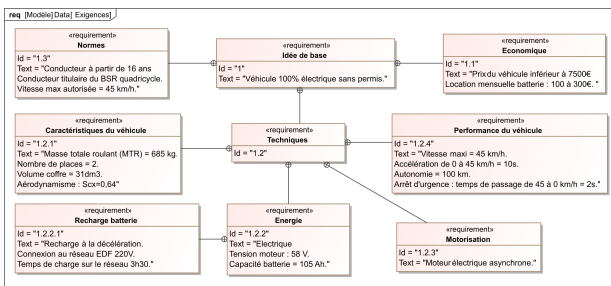 req [Modèle] Data[ Exigences]
«requirement»
Normes
Id = "1.3"
Text = "Conducteur à partir de 16 ans
Conducteur titulaire du BSR quadricycle.
Vitesse max autorisée = 45 km/h."
«requirement»
Idée de base
Id = "1"
Text = "Véhicule 100% électrique sans permis."
«requirement»
Economique
Id = "1.1"
Text = "Prix du véhicule inférieur à 7500€
Location mensuelle batterie : 100 à 300€. "
«requirement»
Caractéristiques du véhicule
Id = "1.2.1"
Text = "Masse totale roulant (MTR) = 685 kg.
Nombre de places = 2.
Volume coffre = 31dm3.
Aérodynamisme : Scx=0,64"
«requirement»
Techniques
Id = "1.2"
«requirement»
Performance du véhicule
Id = "1.2.4"
Text = "Vitesse maxi = 45 km/h.
Accélération de 0 à 45 km/h = 10s.
Autonomie = 100 km.
Arrêt d'urgence : temps de passage de 45 à 0 km/h = 2s."
«requirement»
Recharge batterie
Id = "1.2.2.1"
Text = "Recharge à la décélération.
Connexion au réseau EDF 220V.
Temps de charge sur le réseau 3h30."
«requirement»
Energie
Id = "1.2.2"
Text = "Electrique
Tension moteur : 58 V.
Capacité batterie = 105 Ah."
«requirement»
Motorisation
Id = "1.2.3"
Text = "Moteur électrique asynchrone."